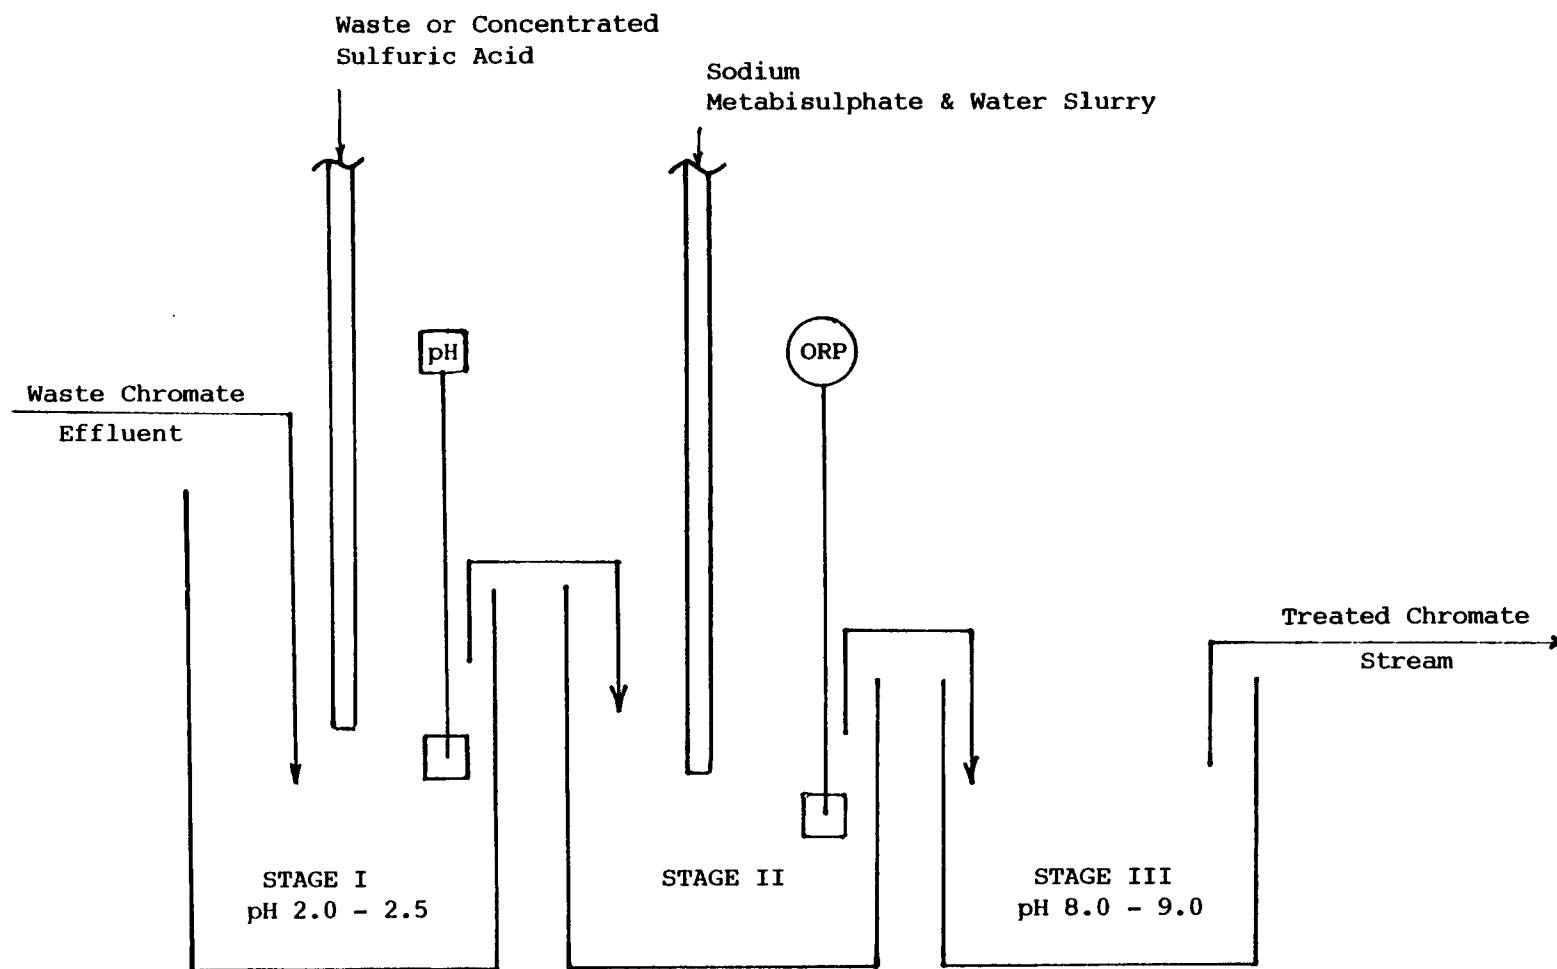 Waste or Concentrated
Sulfuric Acid
Sodium
Metabisulphate & Water Slurry
pH
ORP
Waste Chromate
Effluent
Treated Chromate
Stream
STAGE I
pH 2.0 - 2.5
STAGE II
STAGE III
pH 8.0 - 9.0